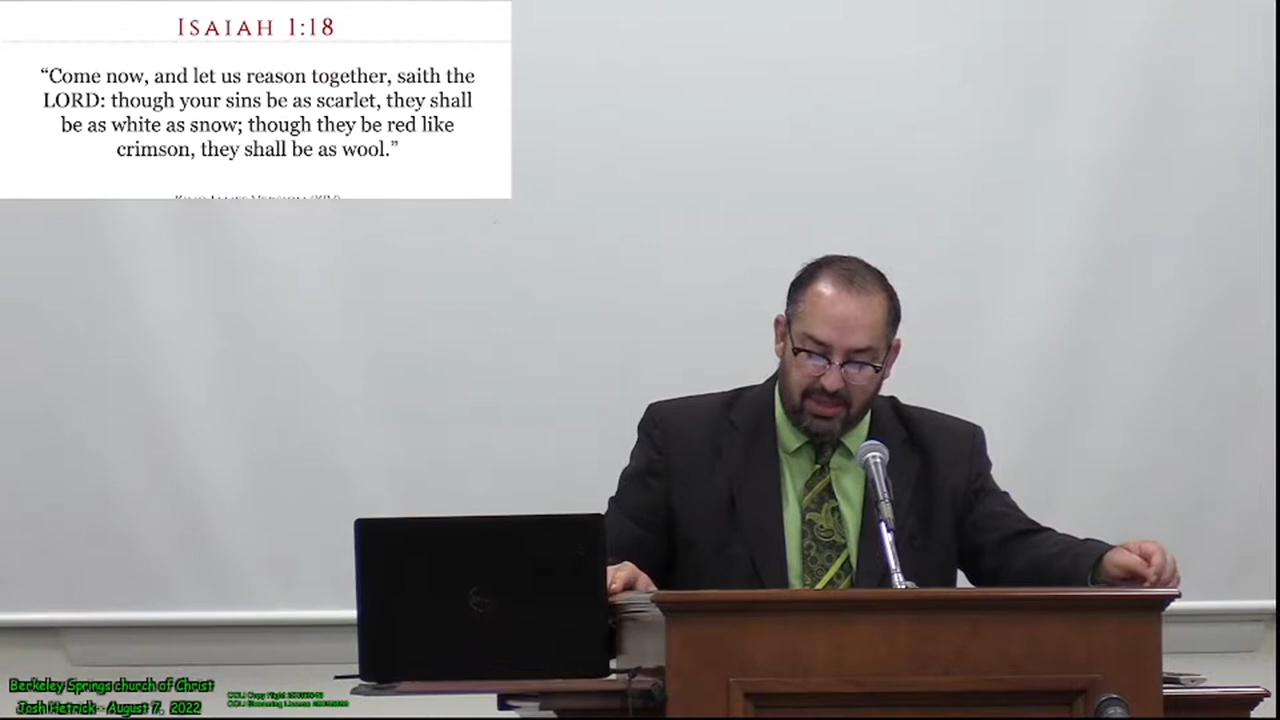 ISAIAH 1:18
“Come now, and let us reason together, saith the
LORD: though your sins be as scarlet, they shall
be as white as snow; though they be red like
crimson, they shall be as wool.”
Berkeley Springs church of Christ
Josh Hetrick - August 7, 2022
DELL